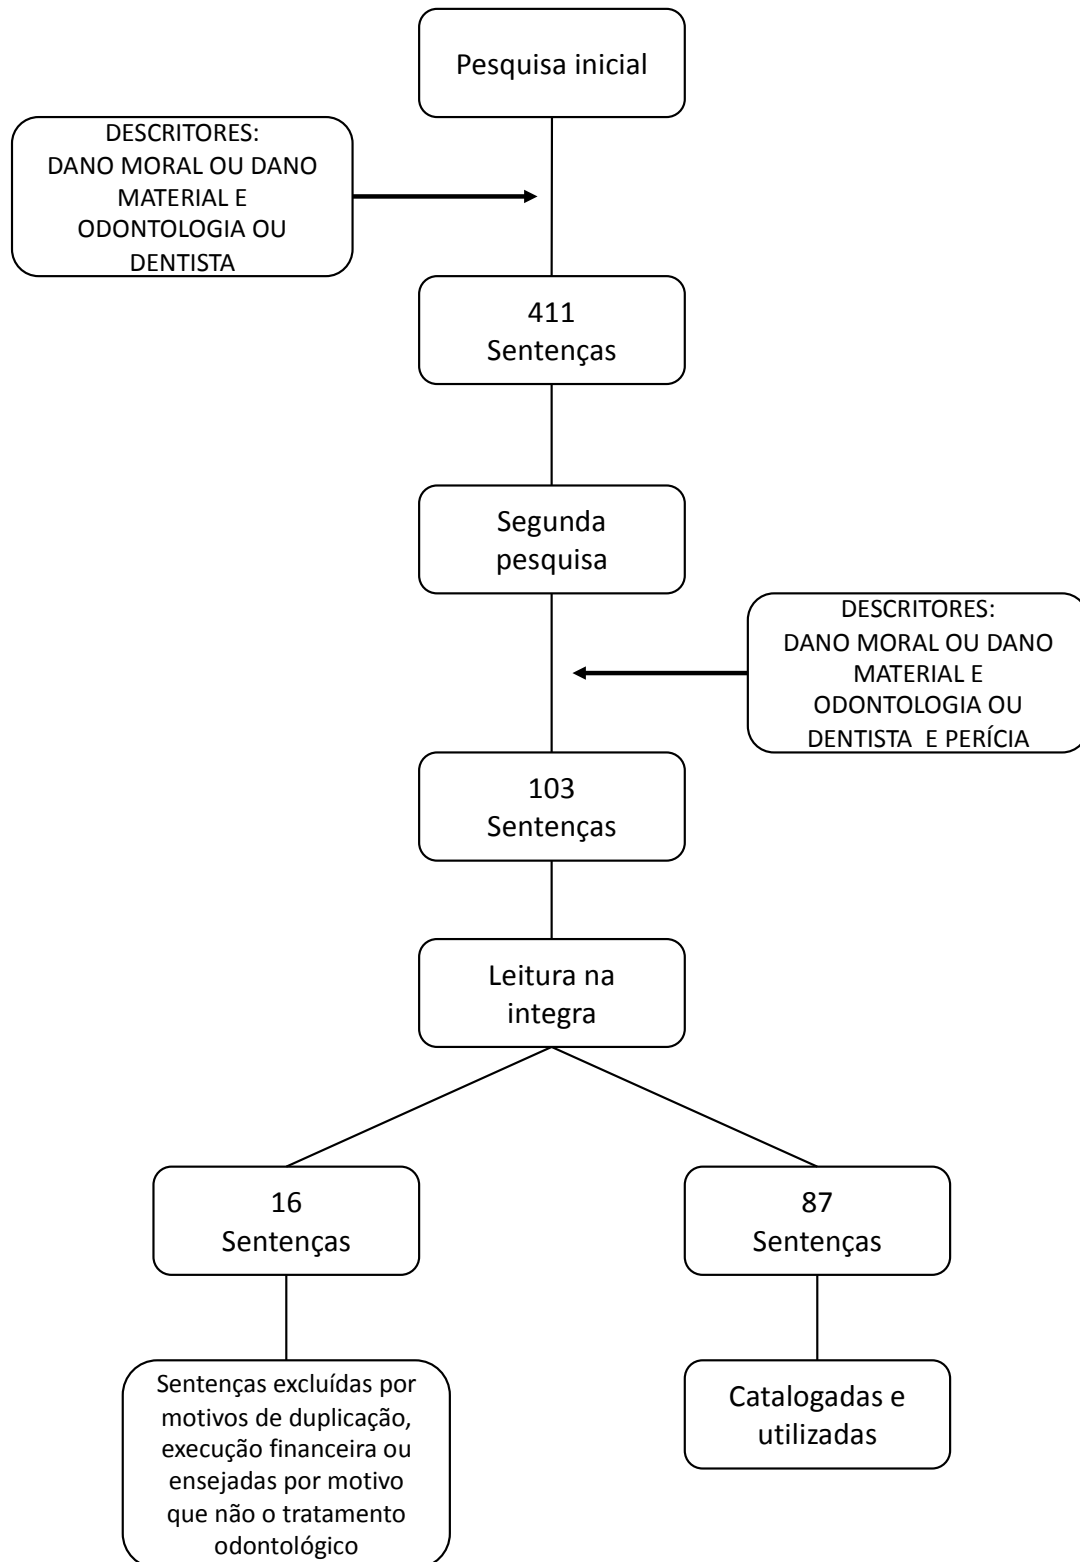 Pesquisa inicial
DESCRITORES:
DANO MORAL OU DANO
MATERIAL E
ODONTOLOGIA OU
DENTISTA
411
Sentenças
Segunda
pesquisa
DESCRITORES:
DANO MORAL OU DANO
MATERIAL E
ODONTOLOGIA OU
DENTISTA  E PERÍCIA
103
Sentenças
Leitura na
integra
16
Sentenças
87
Sentenças
Sentenças excluídas por
motivos de duplicação,
execução financeira ou
ensejadas por motivo
que não o tratamento
odontológico
Catalogadas e
utilizadas